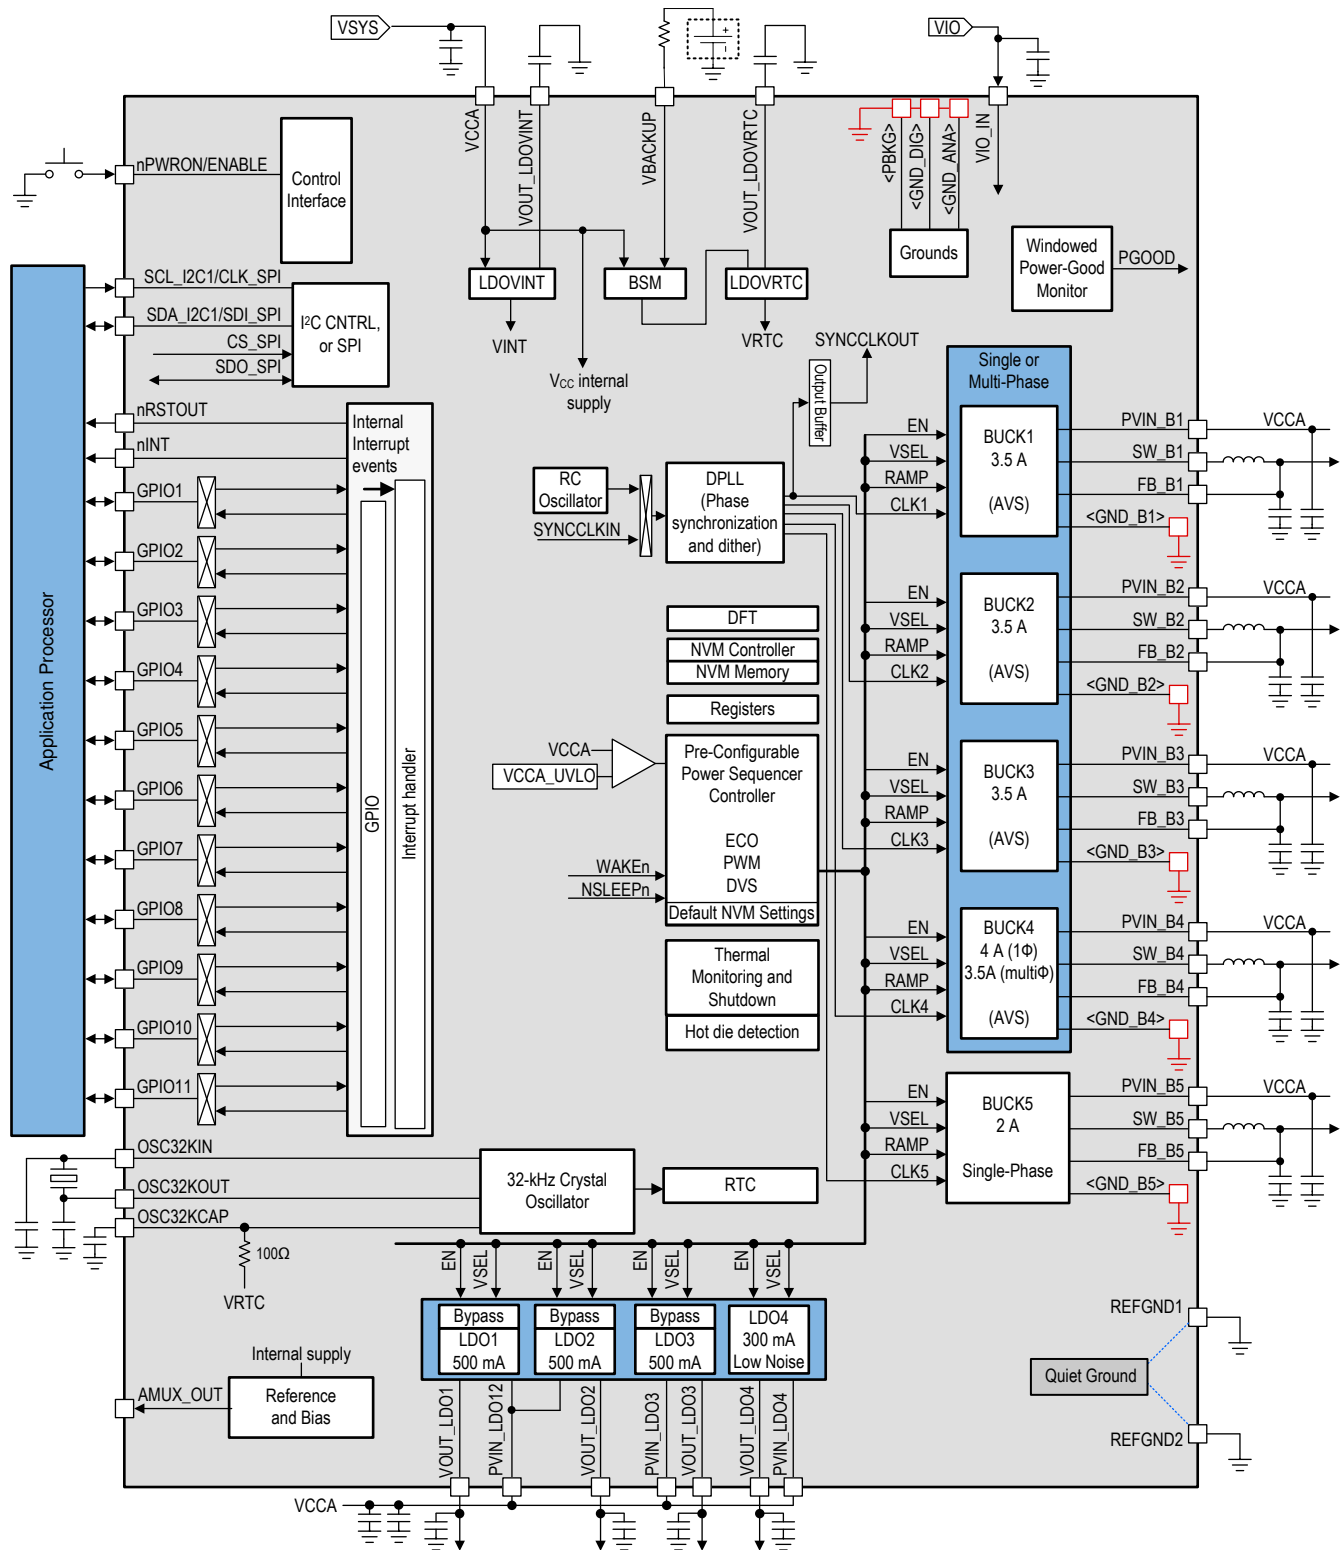 VSYS
VIO
VCCA
VOUT_LDOVINT
VBACKUP
VOUT_LDOVRTC
<PBKG>
<GND_DIG>
<GND_ANA>
VIO_IN
nPWRON/ENABLE
Control
Interface
Grounds
Windowed
Power-Good
Monitor
PGOOD
LDOVINT
BSM
LDOVRTC
VINT
VRTC
VCC internal
supply
SYNCCLKOUT
Output Buffer
Application Processor
SCL_I2C1/CLK_SPI
SDA_I2C1/SDI_SPI
CS_SPI
SDO_SPI
I²C CNTRL,
or SPI
nRSTOUT
nINT
GPIO1
GPIO2
GPIO3
GPIO4
GPIO5
GPIO6
GPIO7
GPIO8
GPIO9
GPIO10
GPIO11
Internal
Interrupt
events
GPIO
Interrupt handler
RC
Oscillator
SYNCCLKIN
DPLL
(Phase
synchronization
and dither)
DFT
NVM Controller
NVM Memory
Registers
VCCA
VCCA_UVLO
Pre-Configurable
Power Sequencer
Controller
ECO
PWM
DVS
Default NVM Settings
WAKEn
NSLEEPn
Thermal
Monitoring and
Shutdown
Hot die detection
Single or
Multi-Phase
EN
VSEL
RAMP
CLK1
BUCK1
3.5 A
(AVS)
PVIN_B1
SW_B1
FB_B1
<GND_B1>
VCCA
EN
VSEL
RAMP
CLK2
BUCK2
3.5 A
(AVS)
PVIN_B2
SW_B2
FB_B2
<GND_B2>
VCCA
EN
VSEL
RAMP
CLK3
BUCK3
3.5 A
(AVS)
PVIN_B3
SW_B3
FB_B3
<GND_B3>
VCCA
EN
VSEL
RAMP
CLK4
BUCK4
4 A (1Φ)
3.5A (multiΦ)
(AVS)
PVIN_B4
SW_B4
FB_B4
<GND_B4>
VCCA
EN
VSEL
RAMP
CLK5
BUCK5
2 A
Single-Phase
PVIN_B5
SW_B5
FB_B5
<GND_B5>
VCCA
OSC32KIN
OSC32KOUT
OSC32KCAP
32-kHz Crystal
Oscillator
RTC
100Ω
VRTC
EN
VSEL
EN
VSEL
EN
VSEL
EN
VSEL
Bypass
LDO1
500 mA
Bypass
LDO2
500 mA
Bypass
LDO3
500 mA
LDO4
300 mA
Low Noise
Internal supply
Reference
and Bias
AMUX_OUT
VOUT_LDO1
PVIN_LDO12
VOUT_LDO2
PVIN_LDO3
VOUT_LDO3
VOUT_LDO4
PVIN_LDO4
VCCA
REFGND1
Quiet Ground
REFGND2
+
−